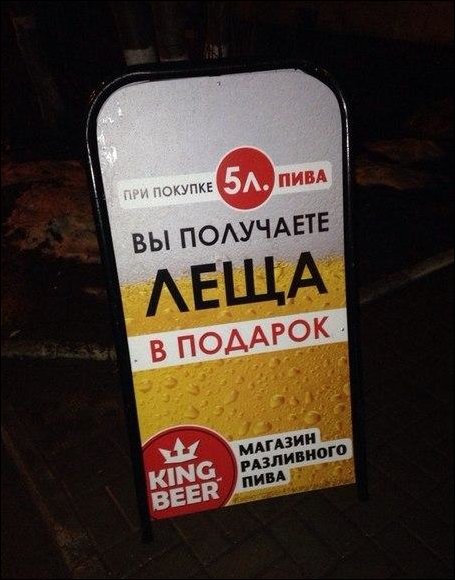 ПРИ ПОКУПКЕ 5л. ПИВА
ВЫ ПОЛУЧАЕТЕ
ЛЕЩА
В ПОДАРОК
KING
BEER
МАГАЗИН
РАЗЛИВНОГО
ПИВА